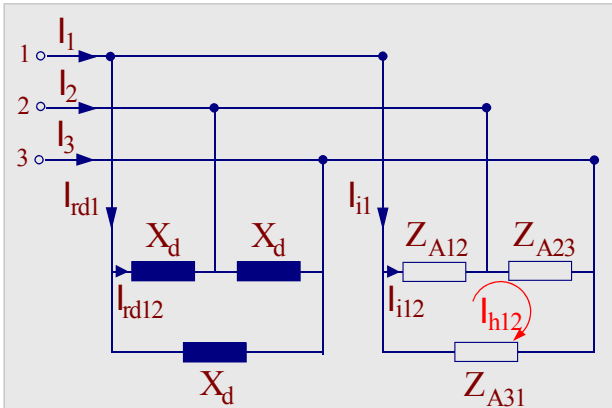 1 I1
2 I2
3 I3
Ird1 Ii1
Xd Xd ZA12 ZA23
Ird12 Ii12 Ih12
Xd ZA31